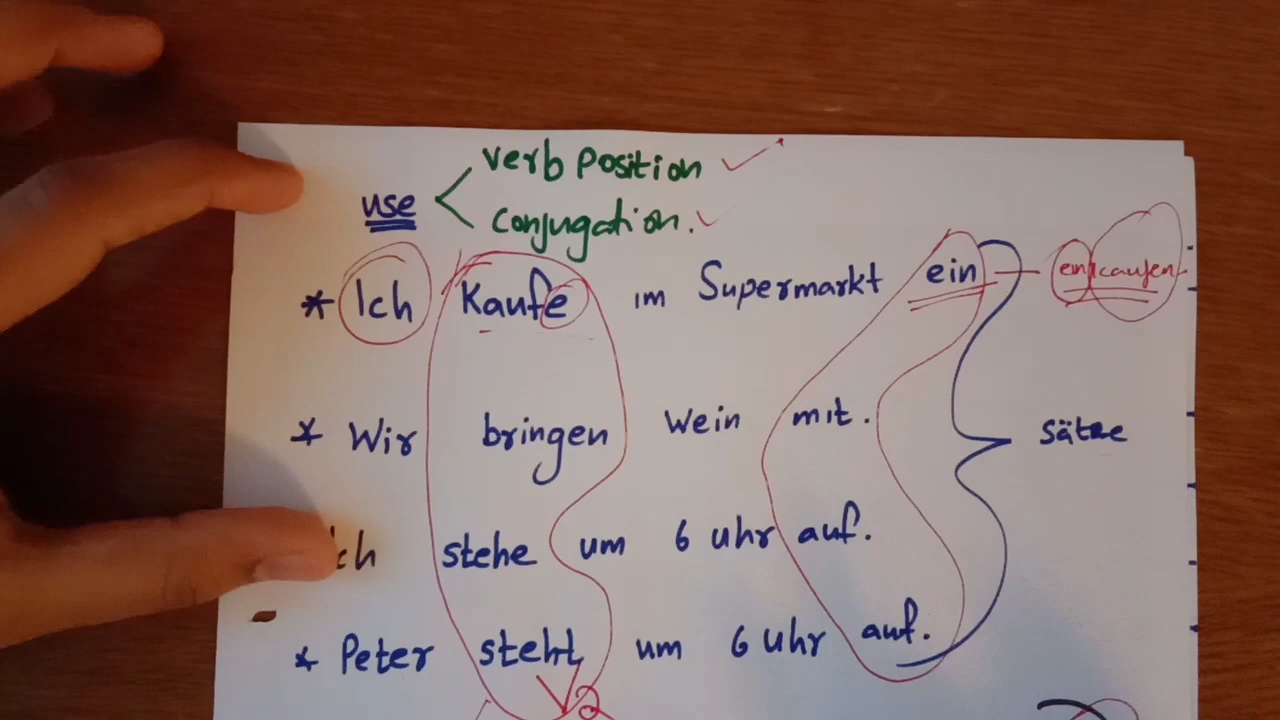 verb position
use
conjugation.
* Ich kaufe im Supermarkt ein — einkaufen
* Wir bringen Wein mit.
Sätze
Ich stehe um 6 uhr auf.
* Peter steht um 6 Uhr auf.
V2